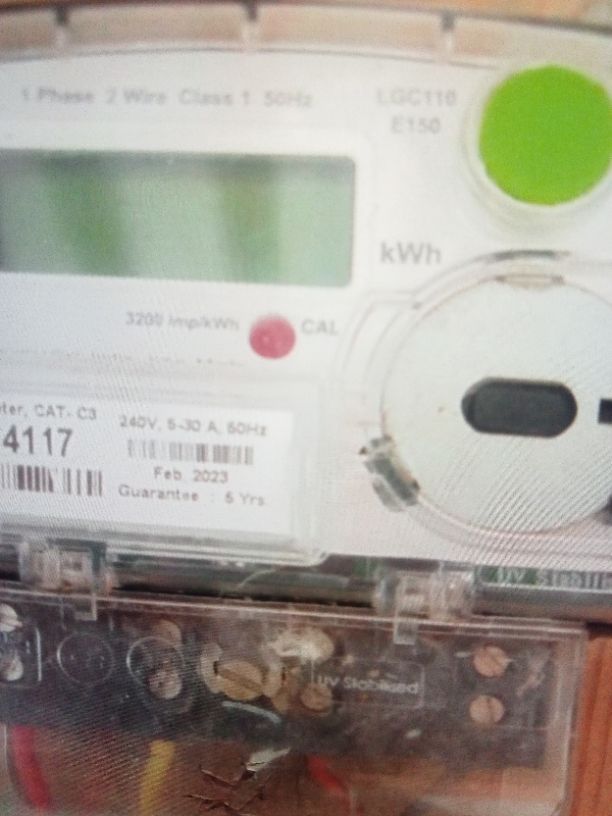 1 Phase 2 Wire Class 1 50Hz
LGC110
E150
kWh
3200 imp/kWh
CAL
CAT- C3
4117
240V, 5-30 A, 50Hz
Feb. 2023
Guarantee : 5 Yrs.
UV Stabilised